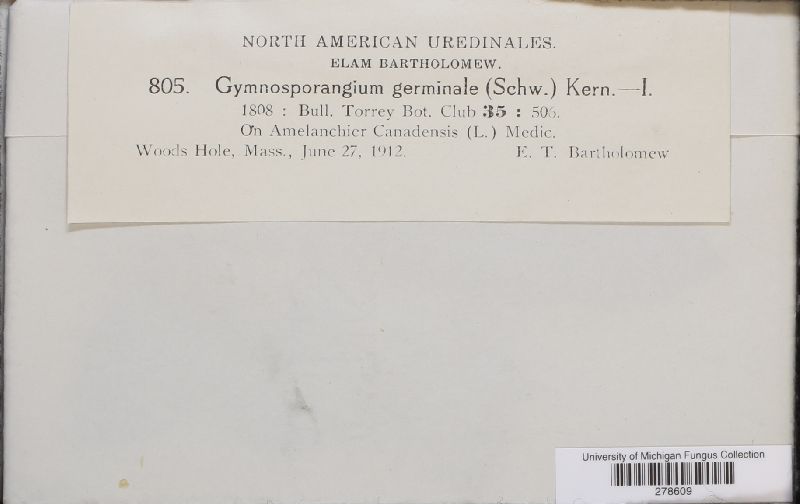 NORTH AMERICAN UREDINALES.
ELAM BARTHOLOMEW.
805. Gymnosporangium germinale (Schw.) Kern.—I.
1808 : Bull. Torrey Bot. Club 35 : 506.
On Amelanchier Canadensis (L.) Medic.
Woods Hole, Mass., June 27, 1912. E. T. Bartholomew
University of Michigan Fungus Collection
278609